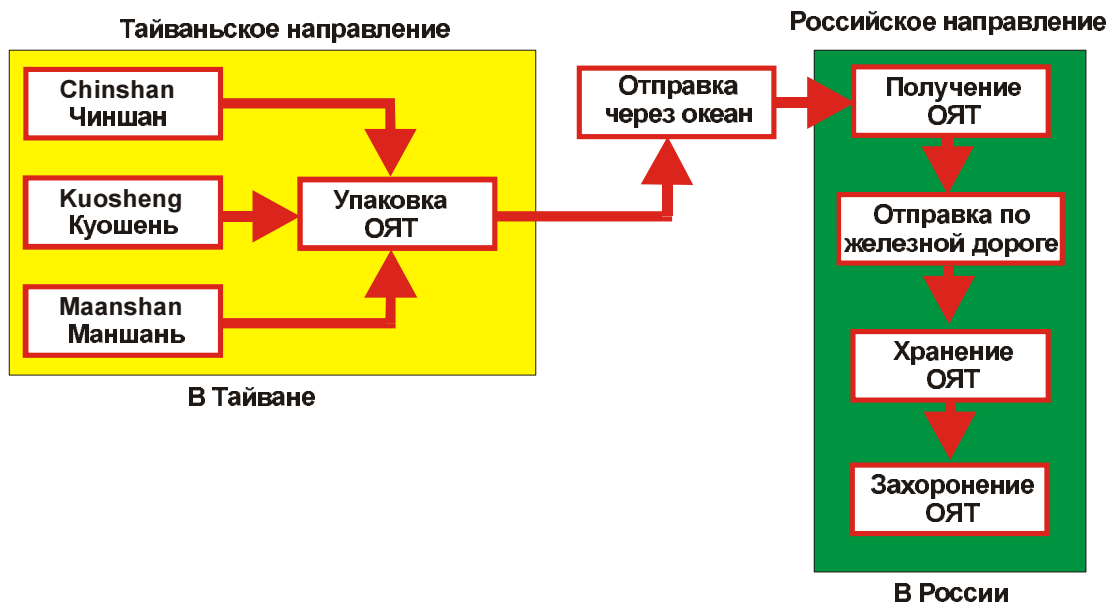 Тайваньское направление
Chinshan
Чиншан
Kuosheng
Куошень
Maanshan
Маншань
Упаковка
ОЯТ
В Тайване
Отправка
через океан
Российское направление
Получение
ОЯТ
Отправка по
железной дороге
Хранение
ОЯТ
Захоронение
ОЯТ
В России